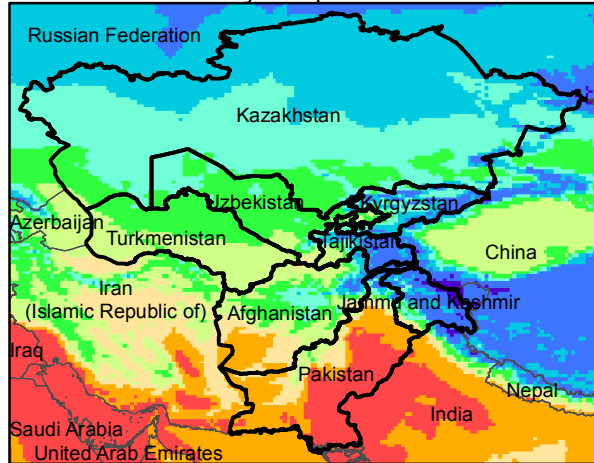 Russian Federation
Kazakhstan
Uzbekistan
Kyrgyzstan
Azerbaijan
Turkmenistan
Tajikistan
China
Iran
(Islamic Republic of)
Afghanistan
Jammu and Kashmir
Iraq
Pakistan
Nepal
India
Saudi Arabia
United Arab Emirates